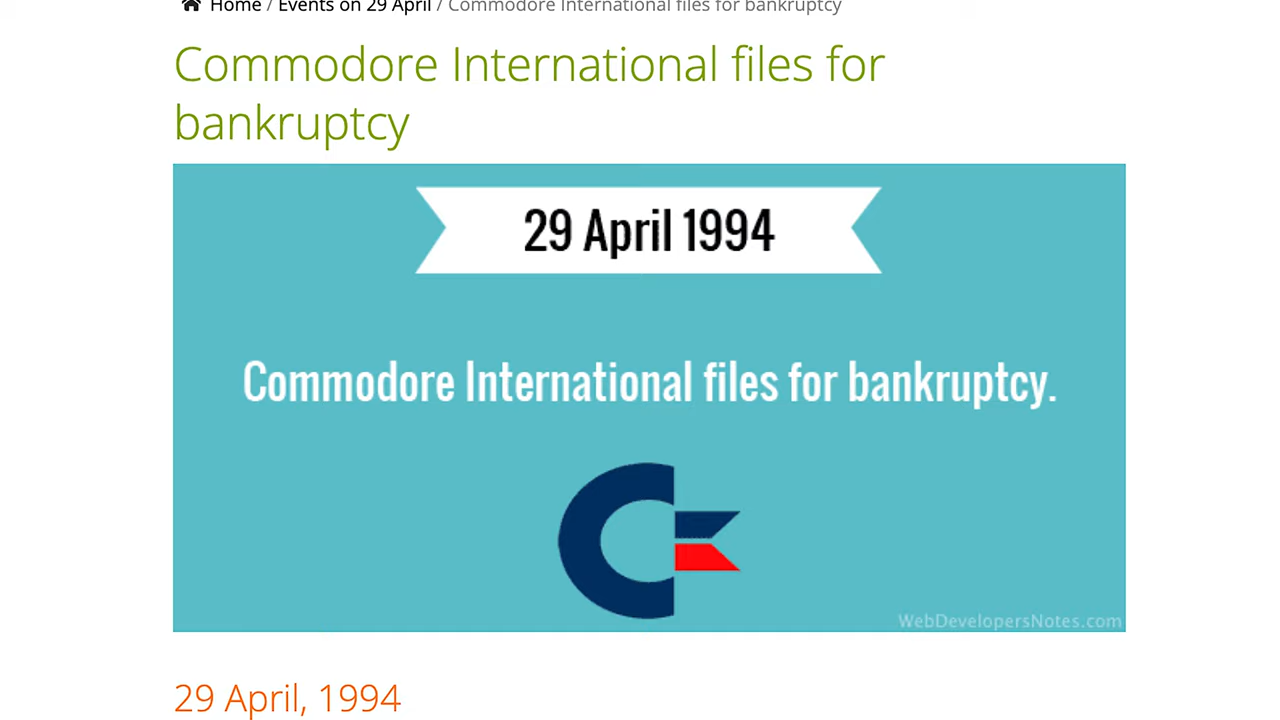 Home / Events on 29 April / Commodore International files for bankruptcy
Commodore International files for
bankruptcy
29 April 1994
Commodore International files for bankruptcy.
WebDevelopersNotes.com
29 April, 1994